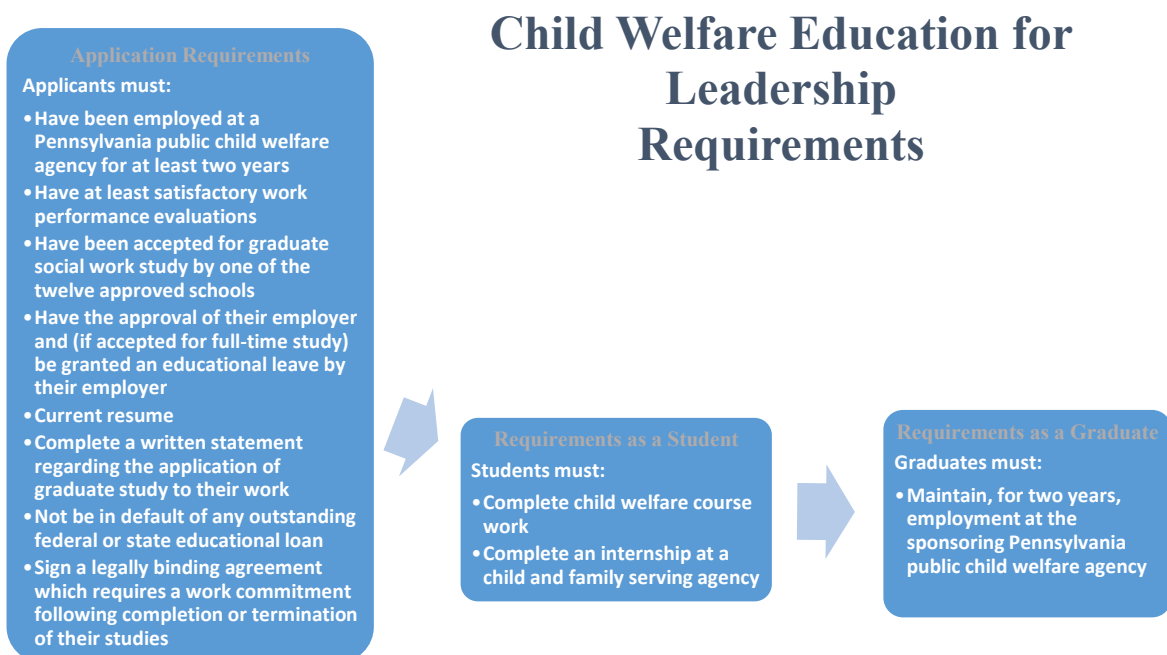 Child Welfare Education for
Leadership
Requirements
Application Requirements
Applicants must:
•Have been employed at a
Pennsylvania public child welfare
agency for at least two years
•Have at least satisfactory work
performance evaluations
•Have been accepted for graduate
social work study by one of the
twelve approved schools
•Have the approval of their employer
and (if accepted for full-time study)
be granted an educational leave by
their employer
•Current resume
•Complete a written statement
regarding the application of
graduate study to their work
•Not be in default of any outstanding
federal or state educational loan
•Sign a legally binding agreement
which requires a work commitment
following completion or termination
of their studies
Requirements as a Student
Students must:
•Complete child welfare course
work
•Complete an internship at a
child and family serving agency
Requirements as a Graduate
Graduates must:
•Maintain, for two years,
employment at the
sponsoring Pennsylvania
public child welfare agency